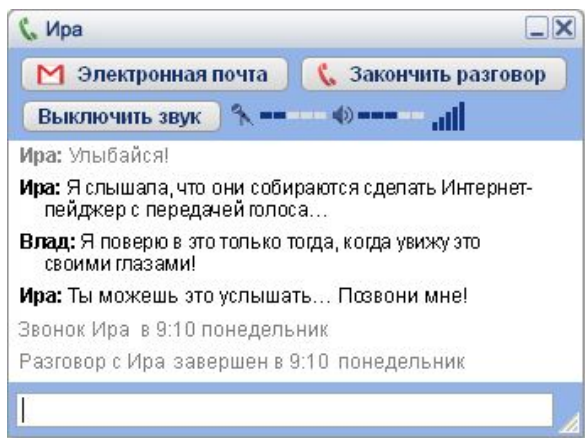 Ира
Электронная почта
Закончить разговор
Выключить звук
Ира: Улыбайся!
Ира: Я слышала, что они собираются сделать Интернет-
пейджер с передачей голоса...
Влад: Я поверю в это только тогда, когда увижу это
своими глазами!
Ира: Ты можешь это услышать... Позвони мне!
Звонок Ира в 9:10 понедельник
Разговор с Ира завершен в 9:10 понедельник